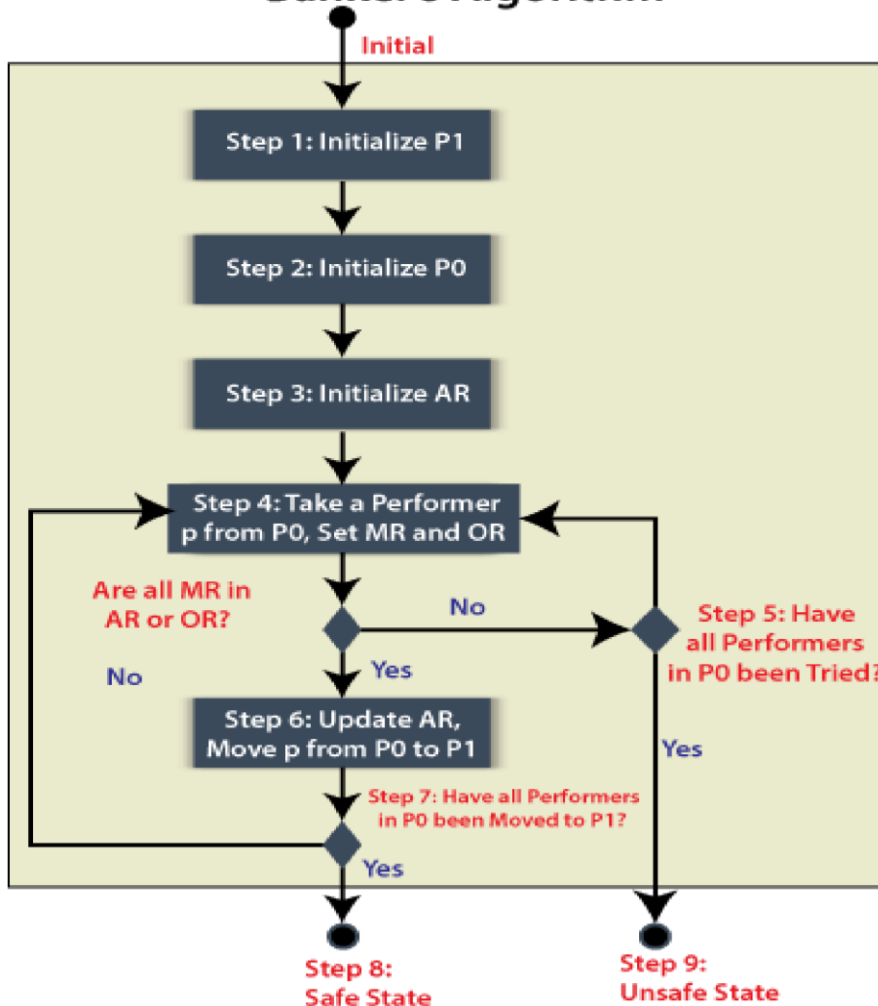 Initial
Step 1: Initialize P1
Step 2: Initialize P0
Step 3: Initialize AR
Step 4: Take a Performer
p from P0, Set MR and OR
Are all MR in
AR or OR?
No
Step 5: Have
all Performers
in P0 been Tried?
No
Yes
Step 6: Update AR,
Move p from P0 to P1
Yes
Step 7: Have all Performers
in P0 been Moved to P1?
Yes
Step 8:
Safe State
Step 9:
Unsafe State